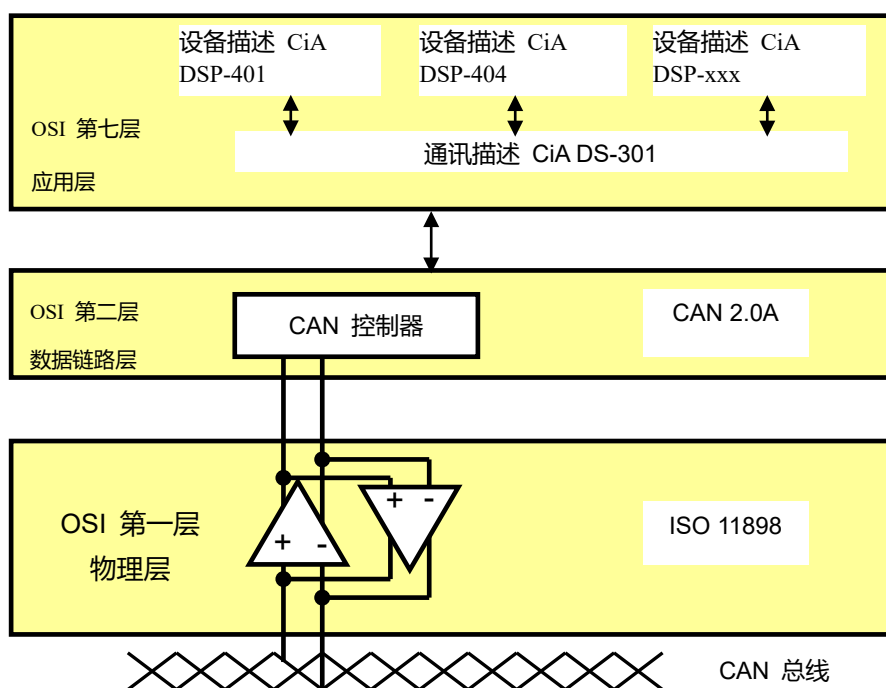 设备描述 CiA
DSP-401
设备描述 CiA
DSP-404
设备描述 CiA
DSP-xxx
OSI 第七层
应用层
通讯描述 CiA DS-301
OSI 第二层
数据链路层
CAN 控制器
CAN 2.0A
+ -
OSI 第一层
物理层
+ -
ISO 11898
CAN 总线